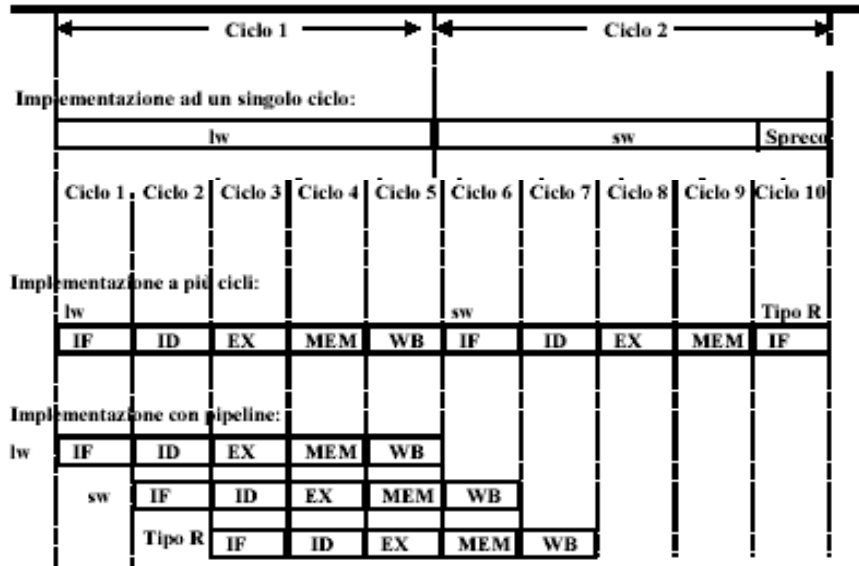 Ciclo 1 Ciclo 2
Implementazione ad un singolo ciclo:
lw sw Spreco
Ciclo 1 Ciclo 2 Ciclo 3 Ciclo 4 Ciclo 5 Ciclo 6 Ciclo 7 Ciclo 8 Ciclo 9 Ciclo 10
Implementazione a più cicli:
lw sw Tipo R
IF ID EX MEM WB IF ID EX MEM IF
Implementazione con pipeline:
lw IF ID EX MEM WB
sw IF ID EX MEM WB
Tipo R IF ID EX MEM WB